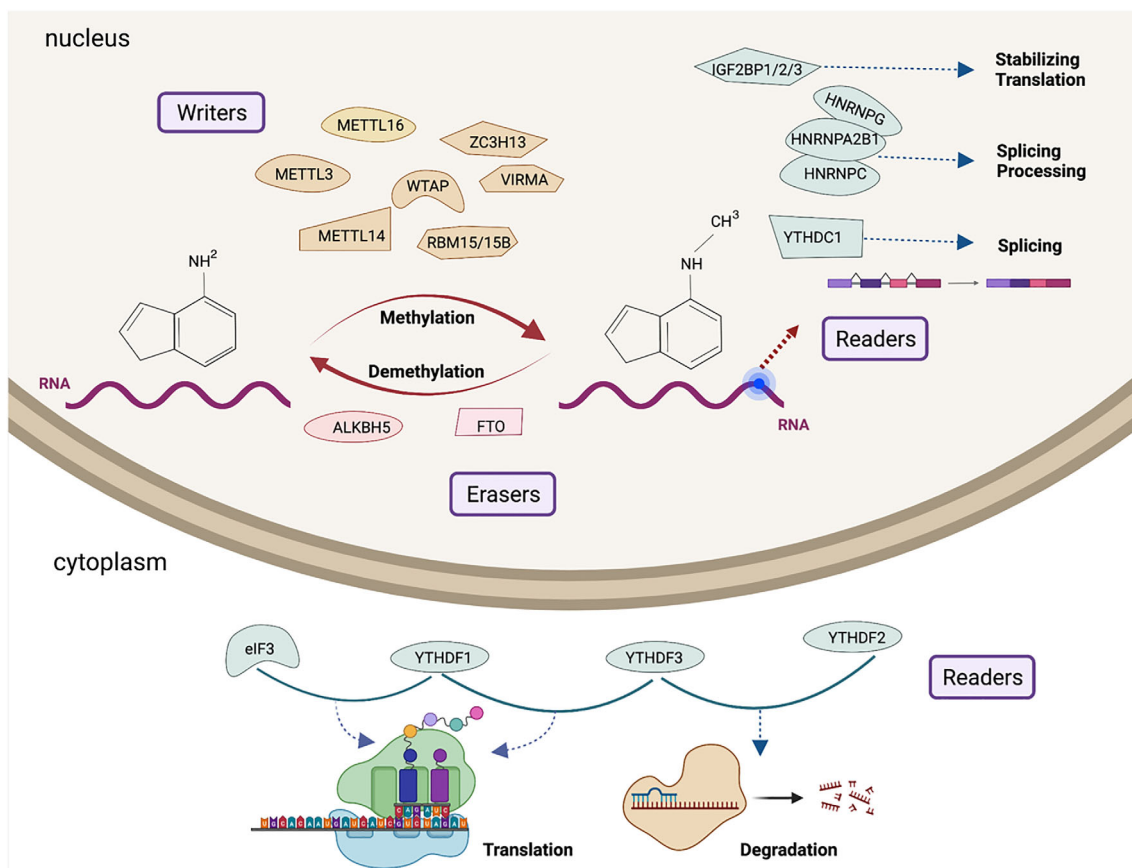 nucleus
Writers
METTL16
ZC3H13
METTL3
WTAP
VIRMA
METTL14
RBM15/15B
IGF2BP1/2/3
Stabilizing
Translation
HNRNPG
HNRNPA2B1
HNRNPC
Splicing
Processing
YTHDC1
Splicing
NH²
CH³
NH
Methylation
Demethylation
Readers
RNA
RNA
ALKBH5
FTO
Erasers
cytoplasm
eIF3
YTHDF1
YTHDF3
YTHDF2
Readers
CAGAUC
UGCACAAUGAUCAUCGUCUAGAU
Translation
Degradation